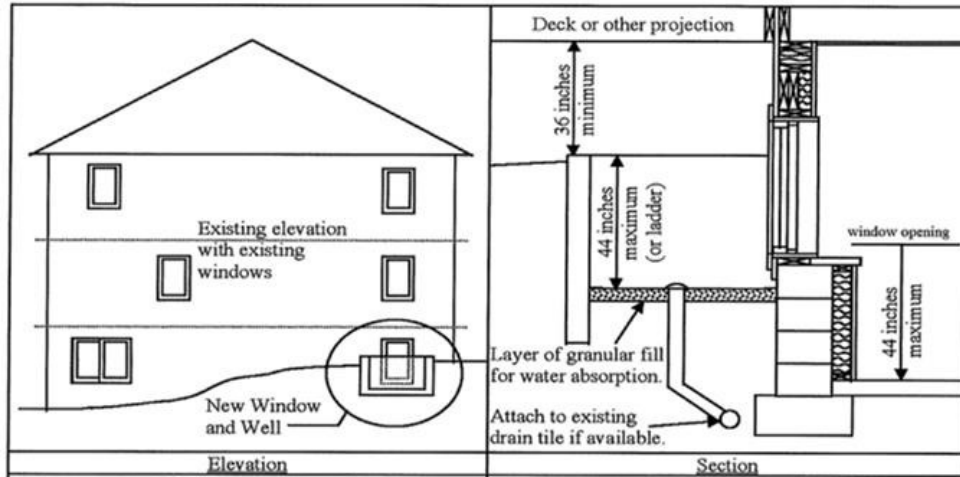 Existing elevation
with existing
windows
New Window
and Well
Elevation
Deck or other projection
36 inches
minimum
44 inches
maximum
(or ladder)
window opening
44 inches
maximum
Layer of granular fill
for water absorption.
Attach to existing
drain tile if available.
Section